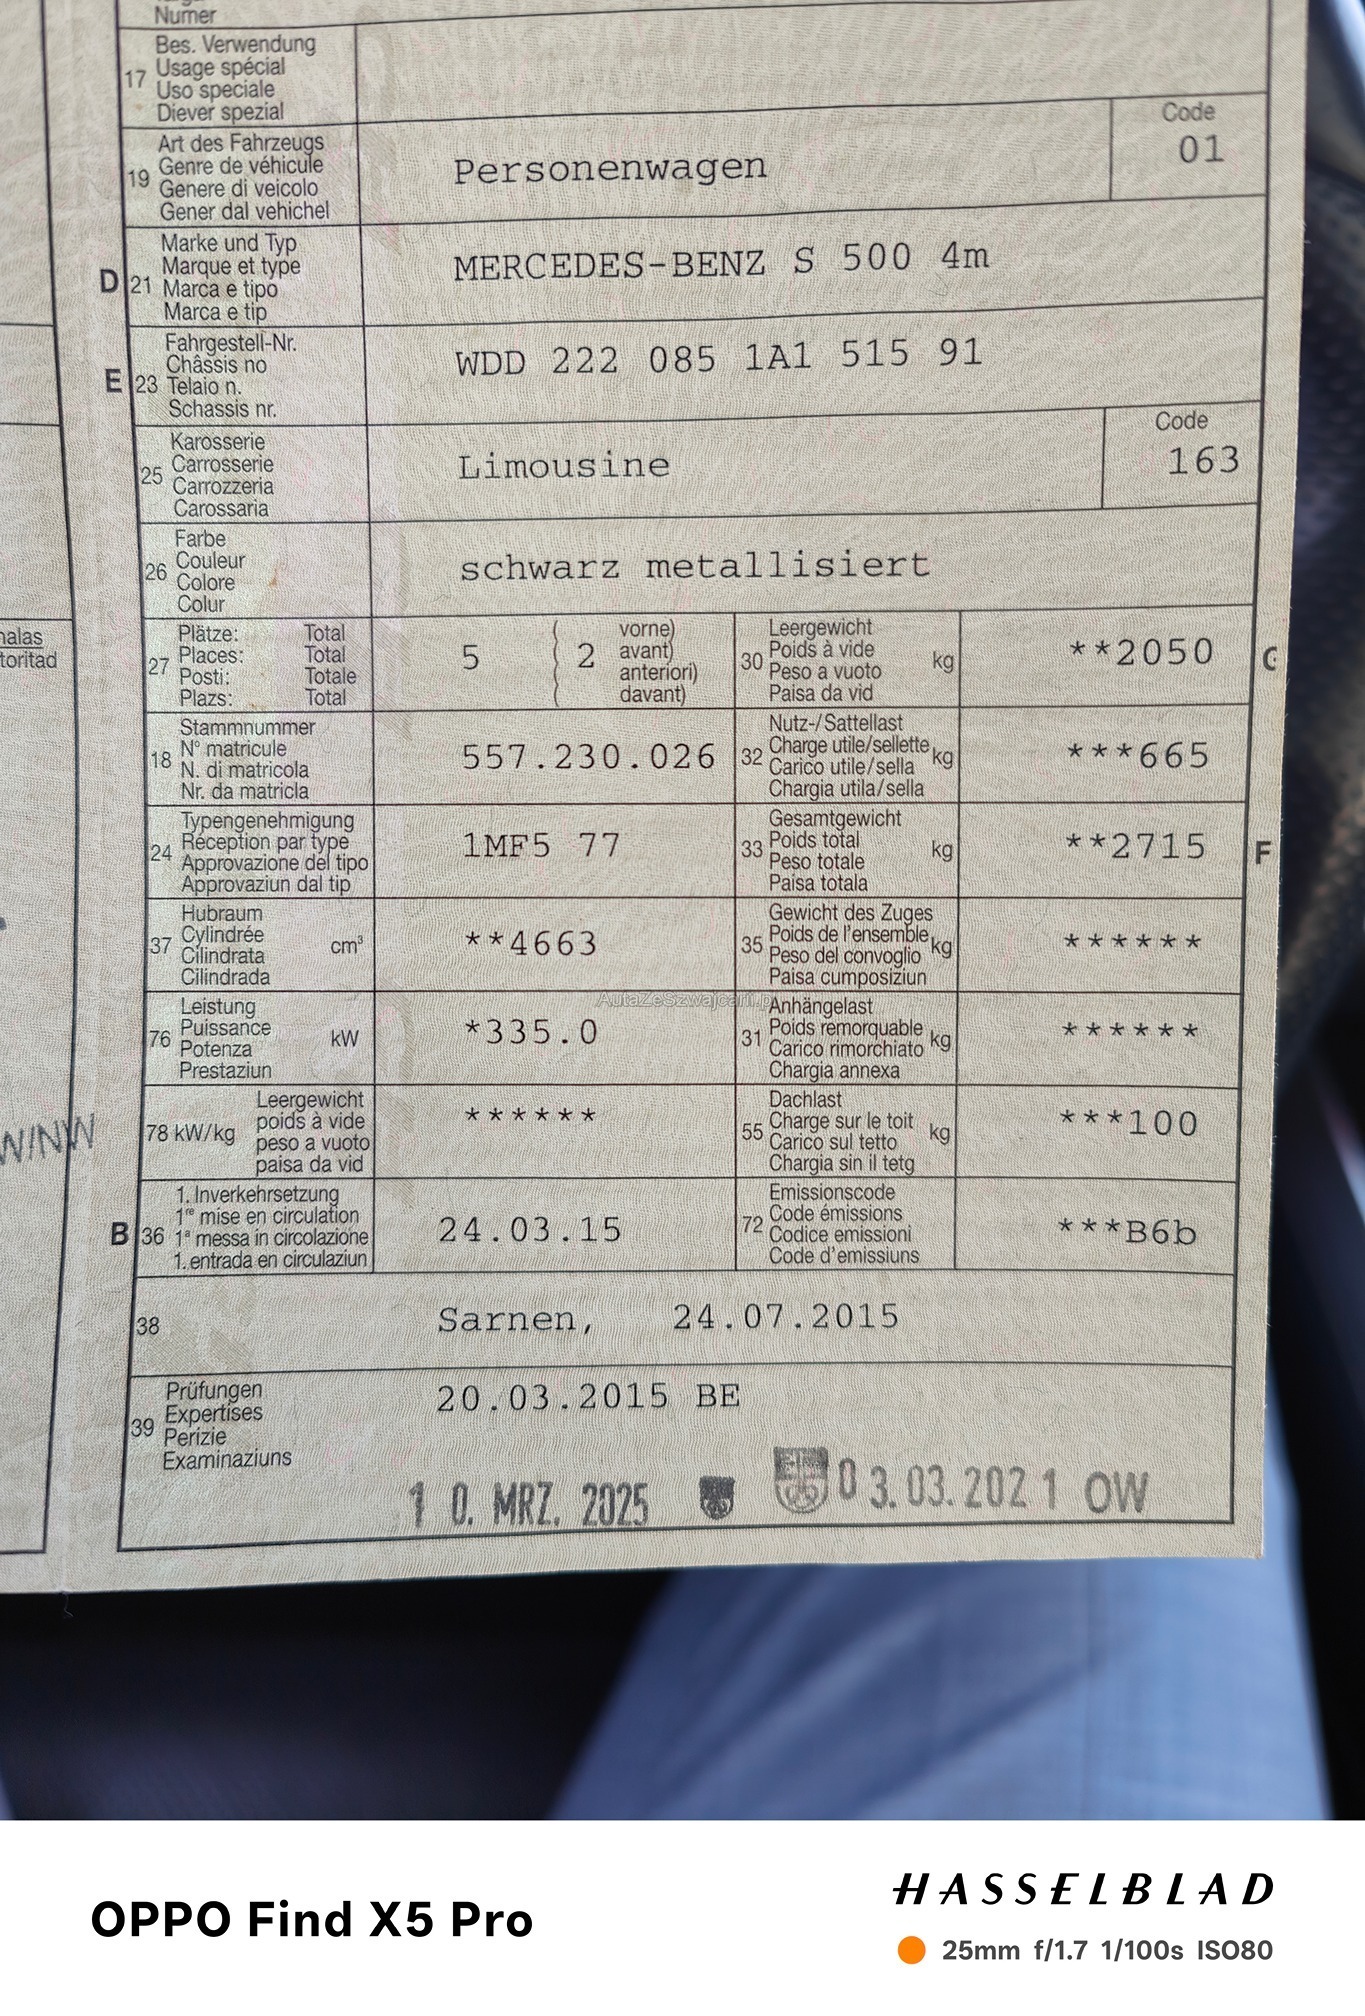 Numer
Bes. Verwendung
17 Usage spécial
Uso speciale
Diever spezial
Art des Fahrzeugs
19 Genre de véhicule
Genere di veicolo
Gener dal vehichel
Personenwagen
Code
01
D 21 Marke und Typ
Marque et type
Marca e tipo
Marca e tip
MERCEDES-BENZ S 500 4m
E 23 Fahrgestell-Nr.
Châssis no
Telaio n.
Schassis nr.
WDD 222 085 1A1 515 91
25 Karosserie
Carrosserie
Carrozzeria
Carossaria
Limousine
Code
163
26 Farbe
Couleur
Colore
Colur
schwarz metallisiert
nalas
toritad
27 Plätze: Total
Places: Total
Posti: Totale
Plazs: Total
5 ( 2 vorne)
avant)
anteriori)
davant)
30 Leergewicht
Poids à vide kg
Peso a vuoto
Paisa da vid
**2050 G
18 Stammnummer
N° matricule
N. di matricola
Nr. da matricla
557.230.026
32 Nutz-/Sattellast
Charge utile/sellette kg
Carico utile/sella
Chargia utila/sella
***665
24 Typengenehmigung
Réception par type
Approvazione del tipo
Approvaziun dal tip
1MF5 77
33 Gesamtgewicht
Poids total kg
Peso totale
Paisa totala
**2715 F
37 Hubraum
Cylindrée cm³
Cilindrata
Cilindrada
**4663
35 Gewicht des Zuges
Poids de l'ensemble kg
Peso del convoglio
Paisa cumposiziun
******
AutaZeSzwajcarii.pl
76 Leistung
Puissance kW
Potenza
Prestaziun
*335.0
31 Anhängelast
Poids remorquable kg
Carico rimorchiato
Chargia annexa
******
78 kW/kg Leergewicht
poids à vide
peso a vuoto
paisa da vid
******
55 Dachlast
Charge sur le toit kg
Carico sul tetto
Chargia sin il tetg
***100
B 36 1. Inverkehrsetzung
1re mise en circulation
1a messa in circolazione
1. entrada en circulaziun
24.03.15
72 Emissionscode
Code émissions
Codice emissioni
Code d'emissiuns
***B6b
38 Sarnen, 24.07.2015
39 Prüfungen
Expertises
Perizie
Examinaziuns
20.03.2015 BE
1 0. MRZ. 2025 0 3.03.2021 OW
OPPO Find X5 Pro
HASSELBLAD
25mm f/1.7 1/100s ISO80